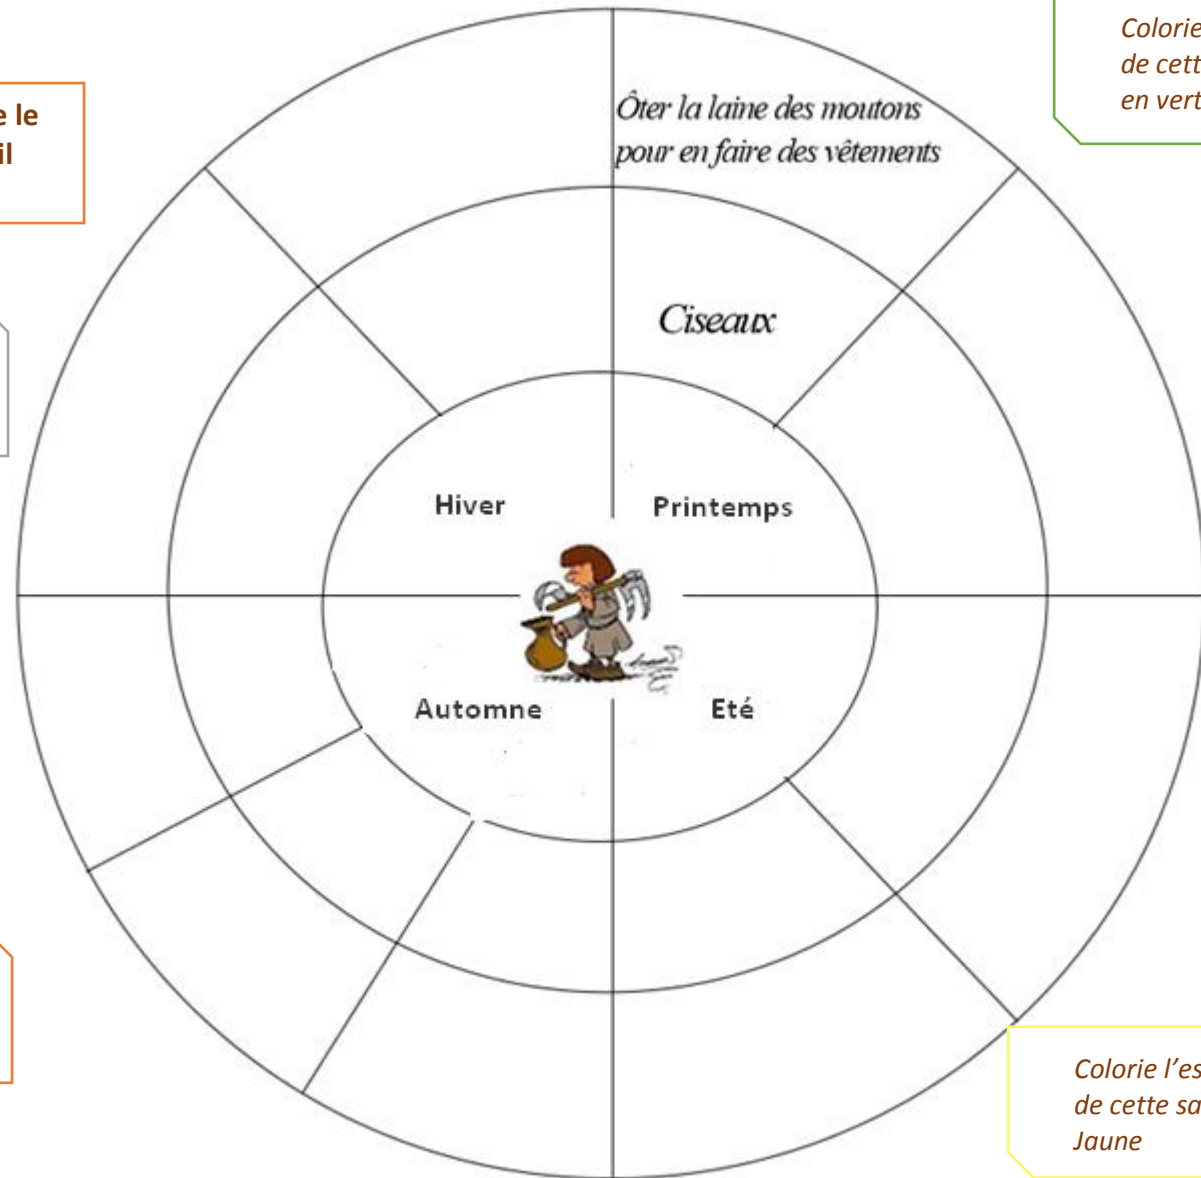 Colorie
de cett
en vert
e le
il
Ôter la laine des moutons
pour en faire des vêtements
Ciseaux
Hiver
Printemps
Automne
Eté
Colorie l'es
de cette sa
Jaune